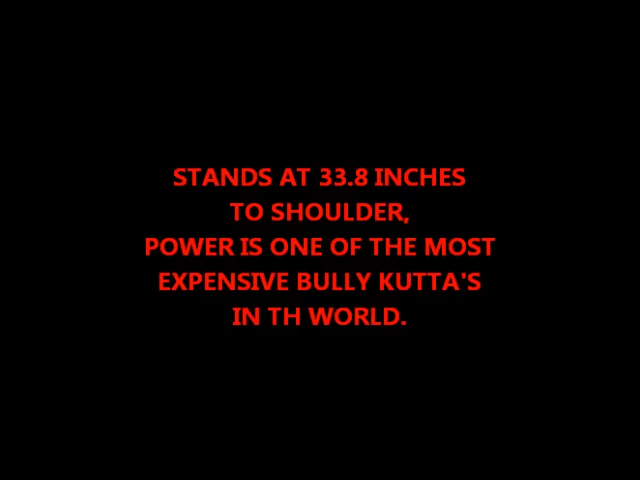 STANDS AT 33.8 INCHES
TO SHOULDER,
POWER IS ONE OF THE MOST
EXPENSIVE BULLY KUTTA'S
IN TH WORLD.